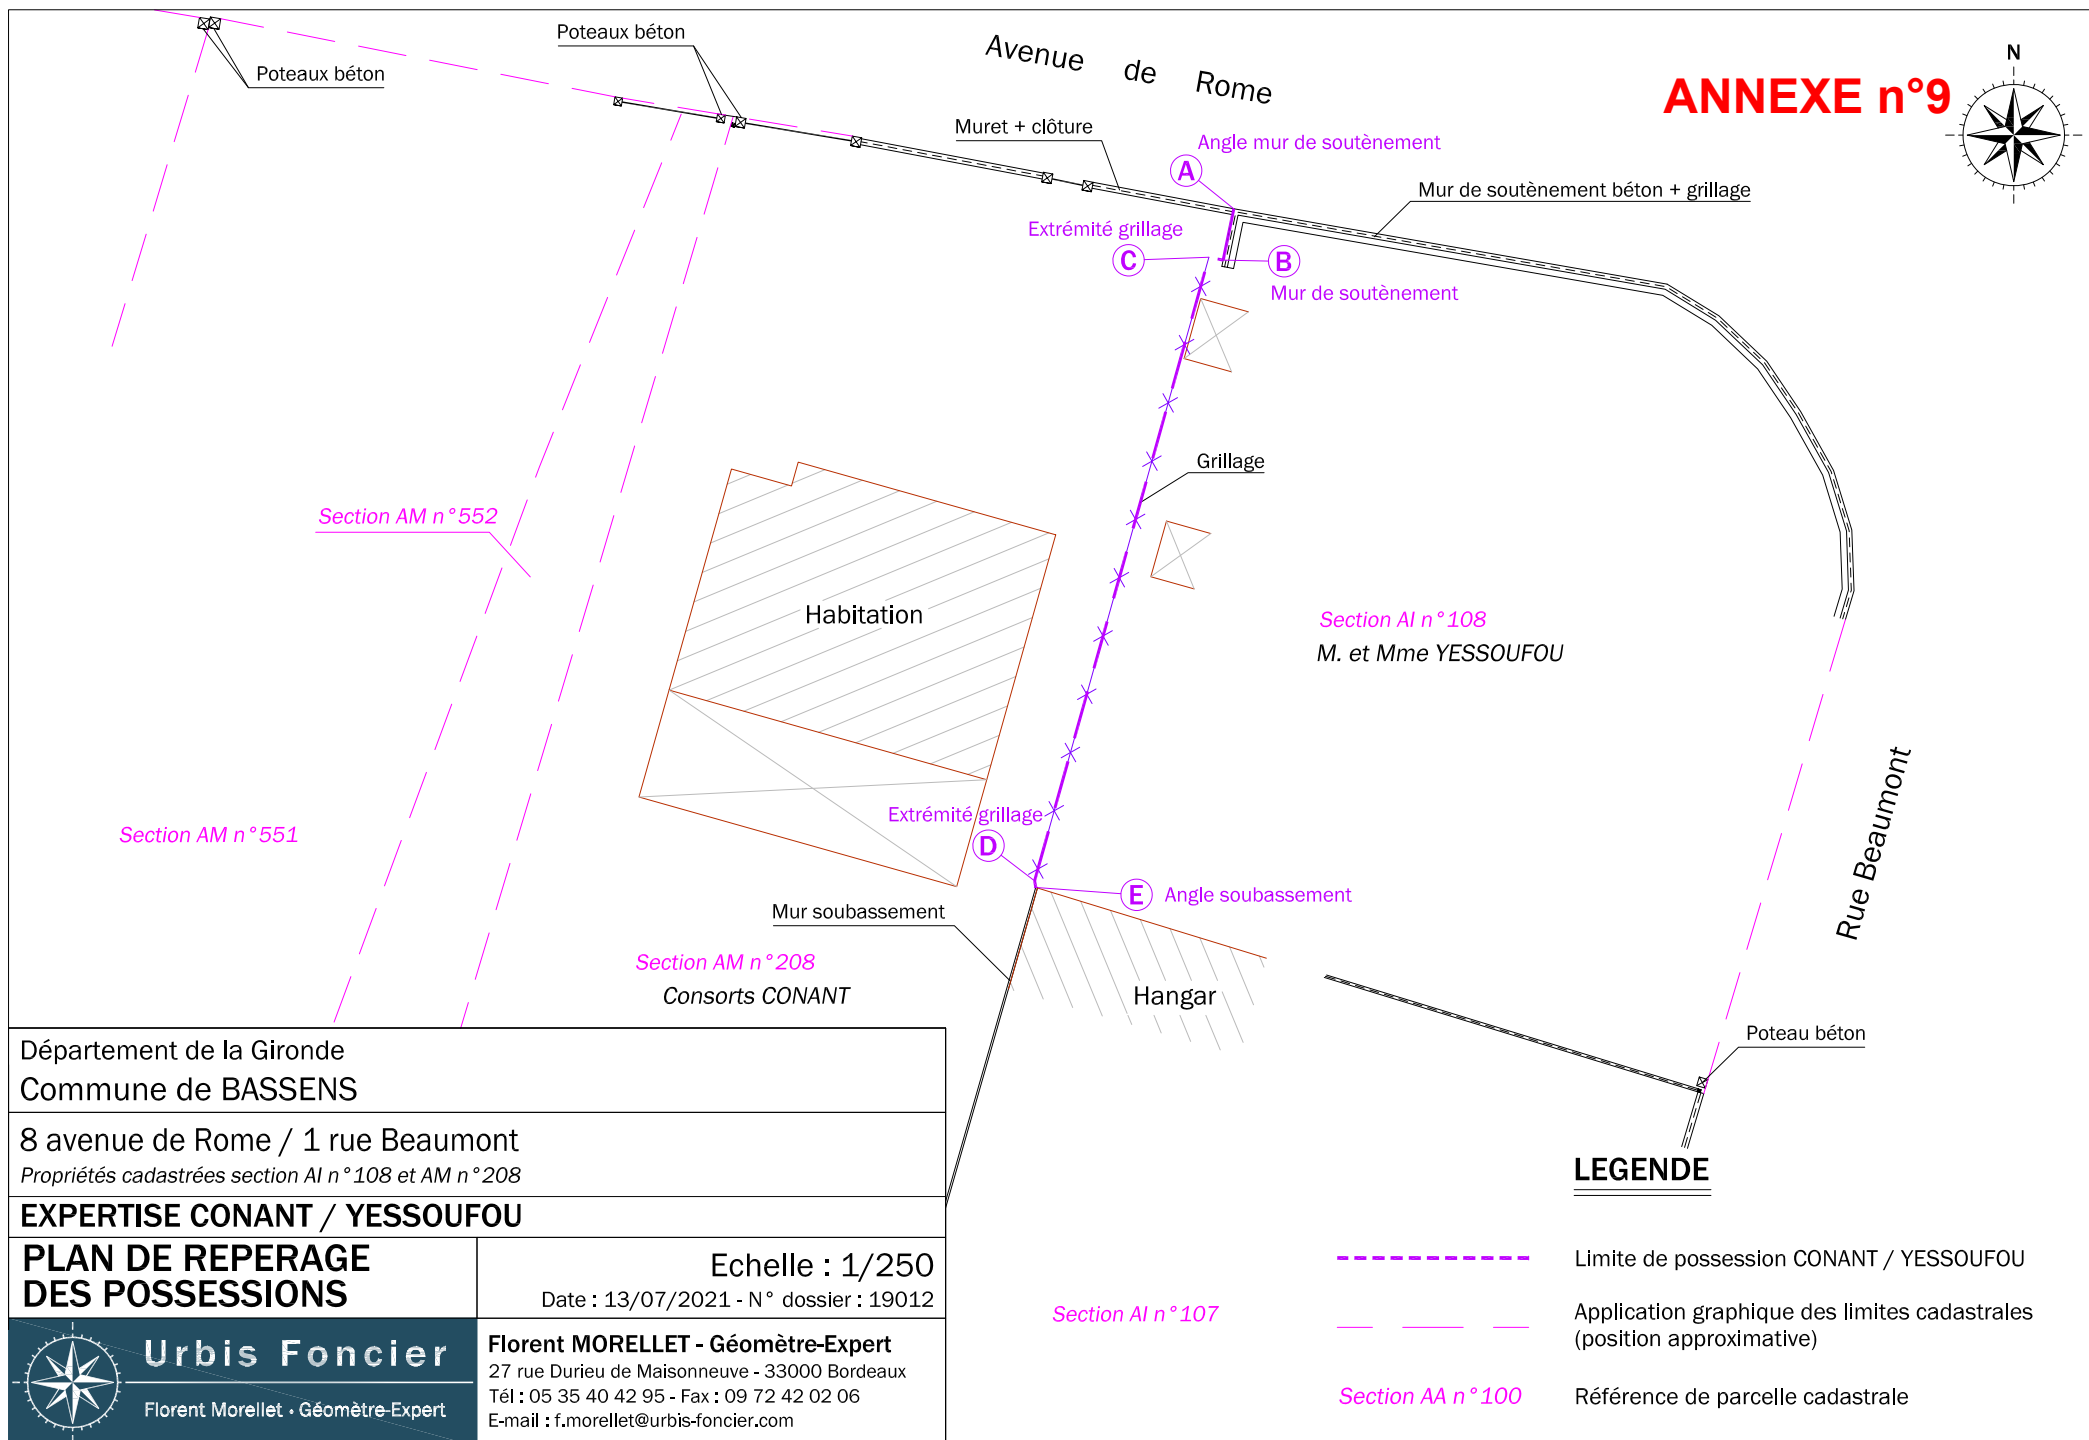 Poteaux béton
Poteaux béton
Avenue de Rome
ANNEXE n°9
N
Muret + clôture
Angle mur de soutènement
A
Mur de soutènement béton + grillage
Extrémité grillage
C
B
Mur de soutènement
Grillage
Section AM n°552
Habitation
Section AI n°108
M. et Mme YESSOUFOU
Rue Beaumont
Section AM n°551
Extrémité grillage
D
E
Angle soubassement
Mur soubassement
Section AM n°208
Consorts CONANT
Hangar
Poteau béton
Département de la Gironde
Commune de BASSENS
8 avenue de Rome / 1 rue Beaumont
Propriétés cadastrées section AI n°108 et AM n°208
EXPERTISE CONANT / YESSOUFOU
PLAN DE REPERAGE
DES POSSESSIONS
Echelle : 1/250
Date : 13/07/2021 - N° dossier : 19012
Urbis Foncier
Florent Morellet • Géomètre-Expert
Florent MORELLET - Géomètre-Expert
27 rue Durieu de Maisonneuve - 33000 Bordeaux
Tél : 05 35 40 42 95 - Fax : 09 72 42 02 06
E-mail : f.morellet@urbis-foncier.com
Section AI n°107
LEGENDE
Limite de possession CONANT / YESSOUFOU
Application graphique des limites cadastrales
(position approximative)
Section AA n°100
Référence de parcelle cadastrale